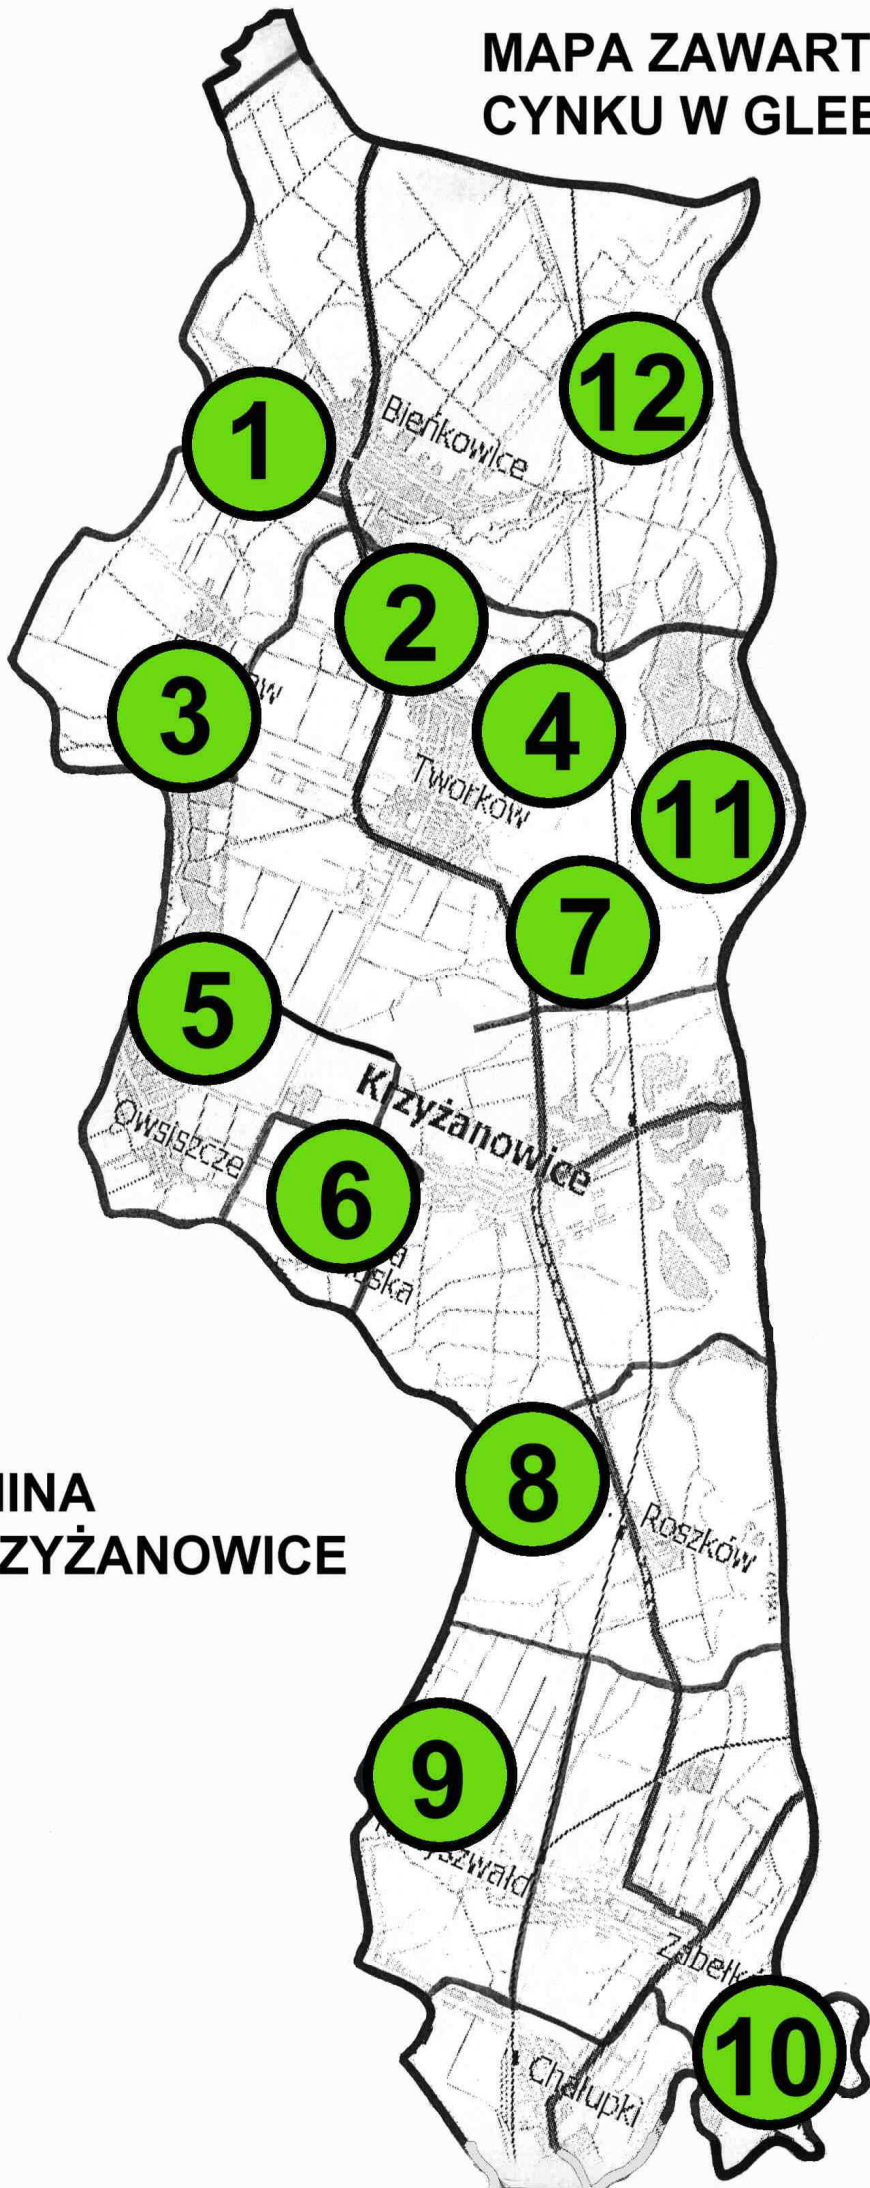 MAPA ZAWART
CYNKU W GLEB
12
Bieńkowice
1
2
3
4
Tworków
11
7
5
Krzyżanowice
Owsiszcze
6
8
NINA
ZYŻANOWICE
Roszków
9
Zabełk
10
Chałupki